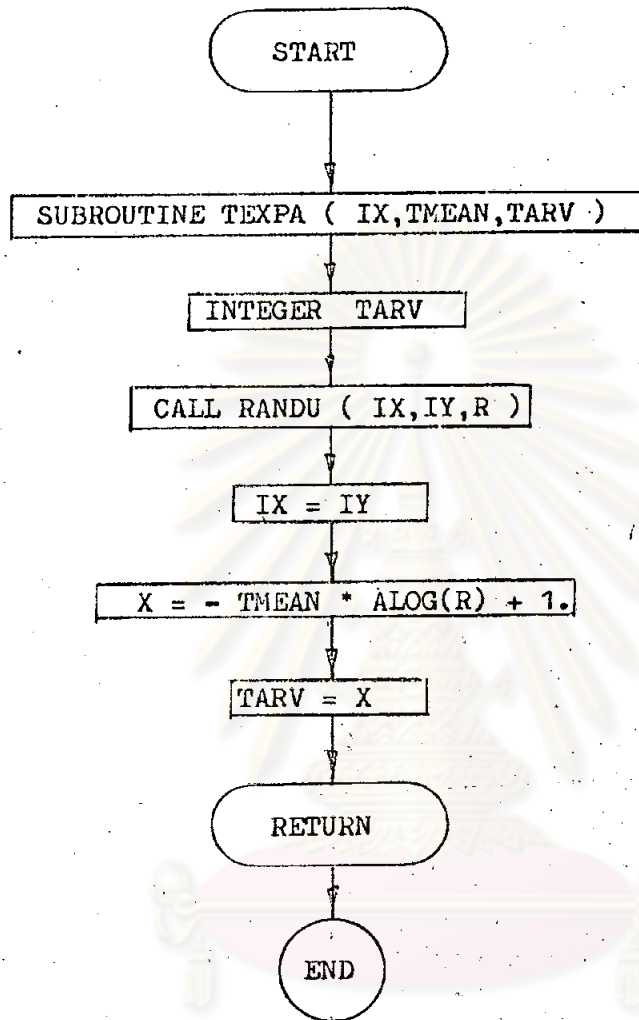 START
SUBROUTINE TEXPA ( IX,TMEAN,TARV )
INTEGER TARV
CALL RANDU ( IX,IY,R )
IX = IY
X = - TMEAN * ALOG(R) + 1.
TARV = X
RETURN
END